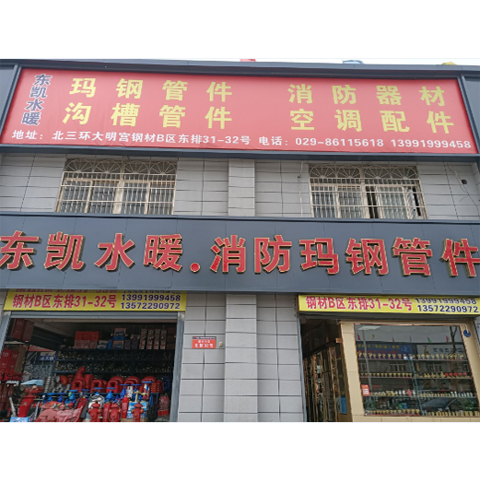 东凯水暖
玛钢管件 消防器材
沟槽管件 空调配件
地址：北三环大明宫钢材B区东排31-32号 电话：029-86115618 13991999458
东凯水暖.消防玛钢管件
钢材B区东排31-32号 13991999458 13572290972
钢材B区东排31-32号 13991999458 13572290972